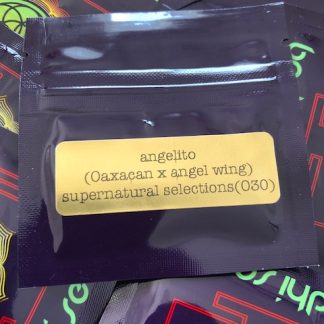 angelito
(Oaxacan x angel wing)
supernatural selections(030)